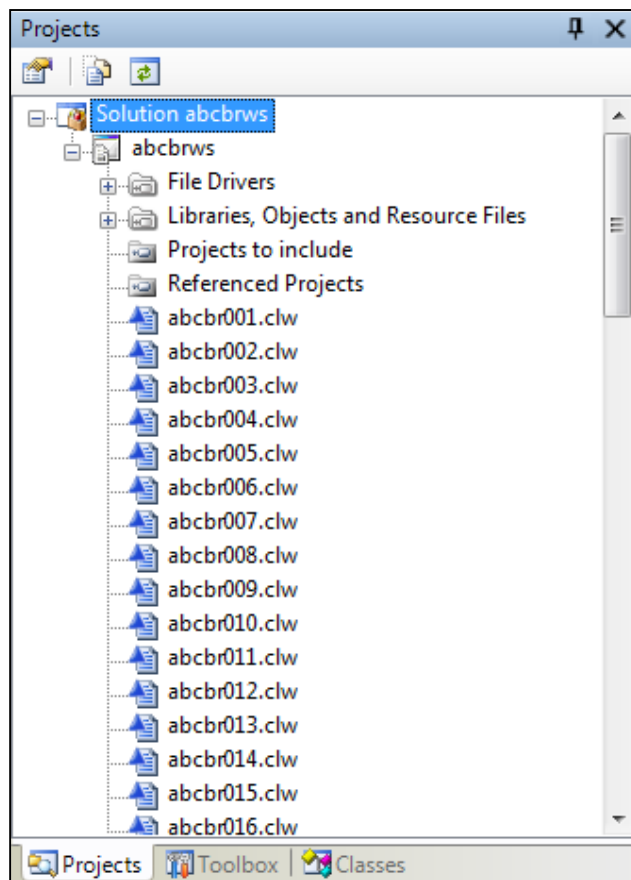 Projects
Solution abcbrws
abcbrws
File Drivers
Libraries, Objects and Resource Files
Projects to include
Referenced Projects
abcbr001.clw
abcbr002.clw
abcbr003.clw
abcbr004.clw
abcbr005.clw
abcbr006.clw
abcbr007.clw
abcbr008.clw
abcbr009.clw
abcbr010.clw
abcbr011.clw
abcbr012.clw
abcbr013.clw
abcbr014.clw
abcbr015.clw
abcbr016.clw
Projects Toolbox Classes